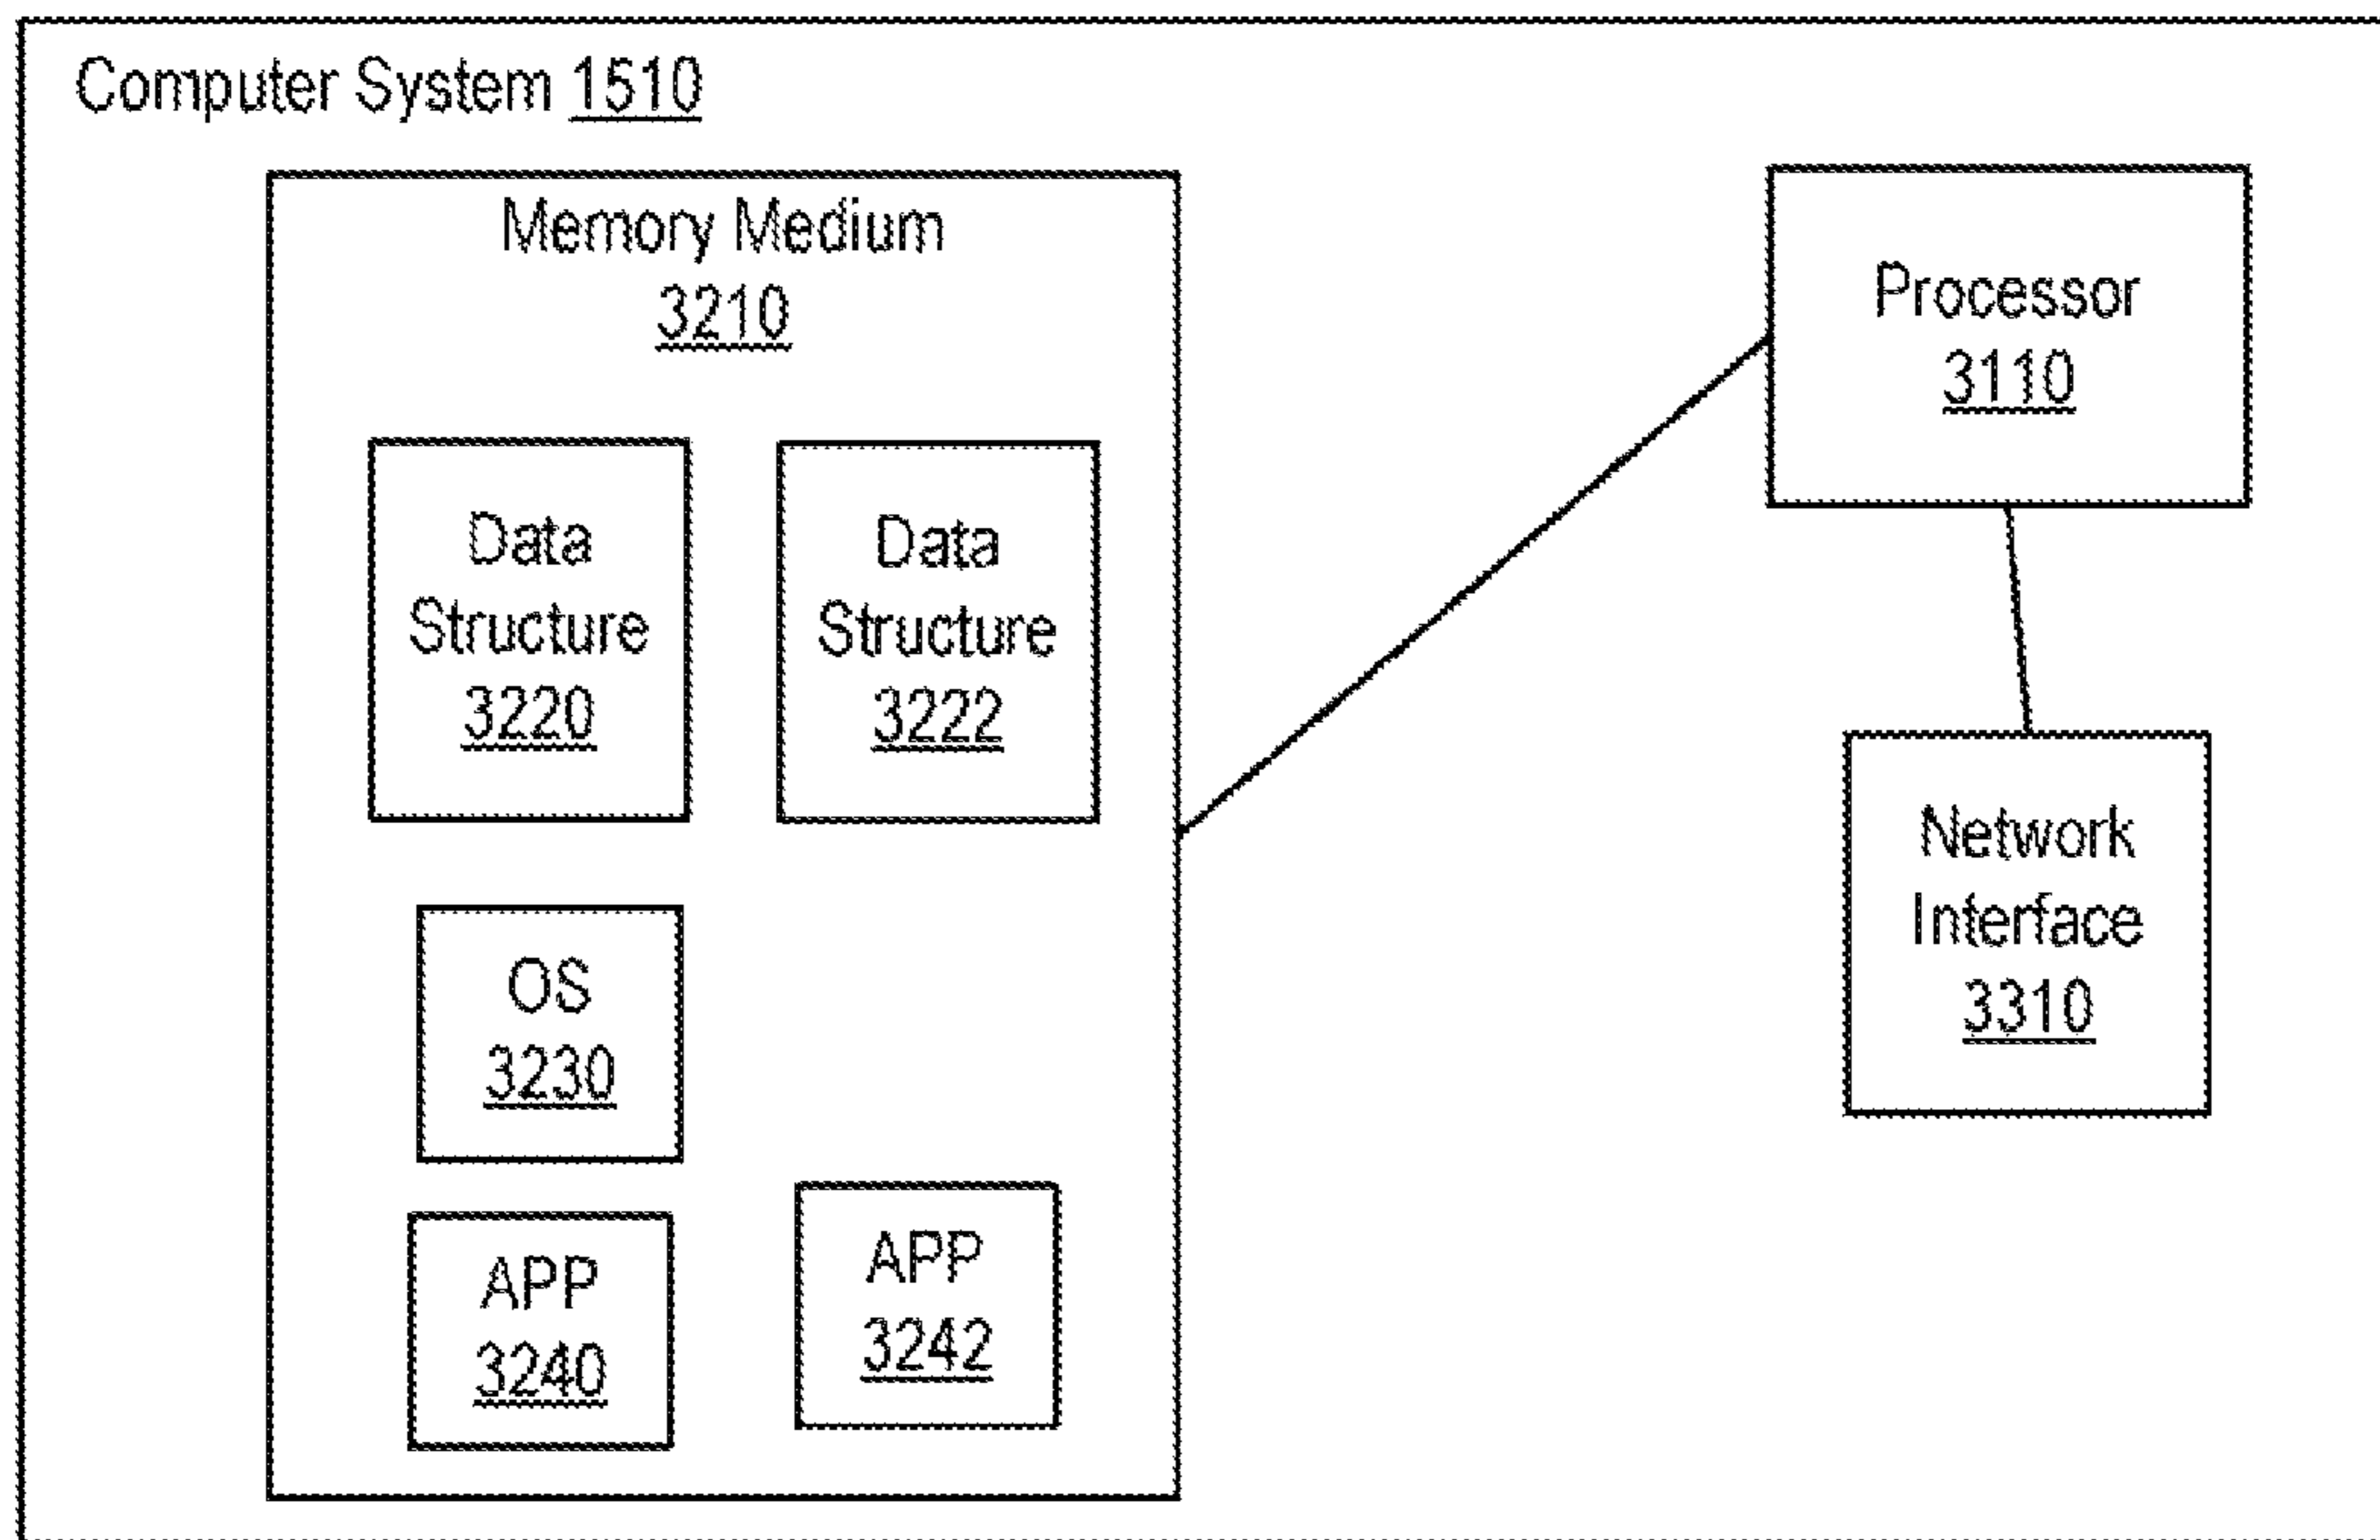 Computer System 1510
Memory Medium
3210
Data
Structure
3220
Data
Structure
3222
OS
3230
APP
3240
APP
3242
Processor
3110
Network
Interface
3310